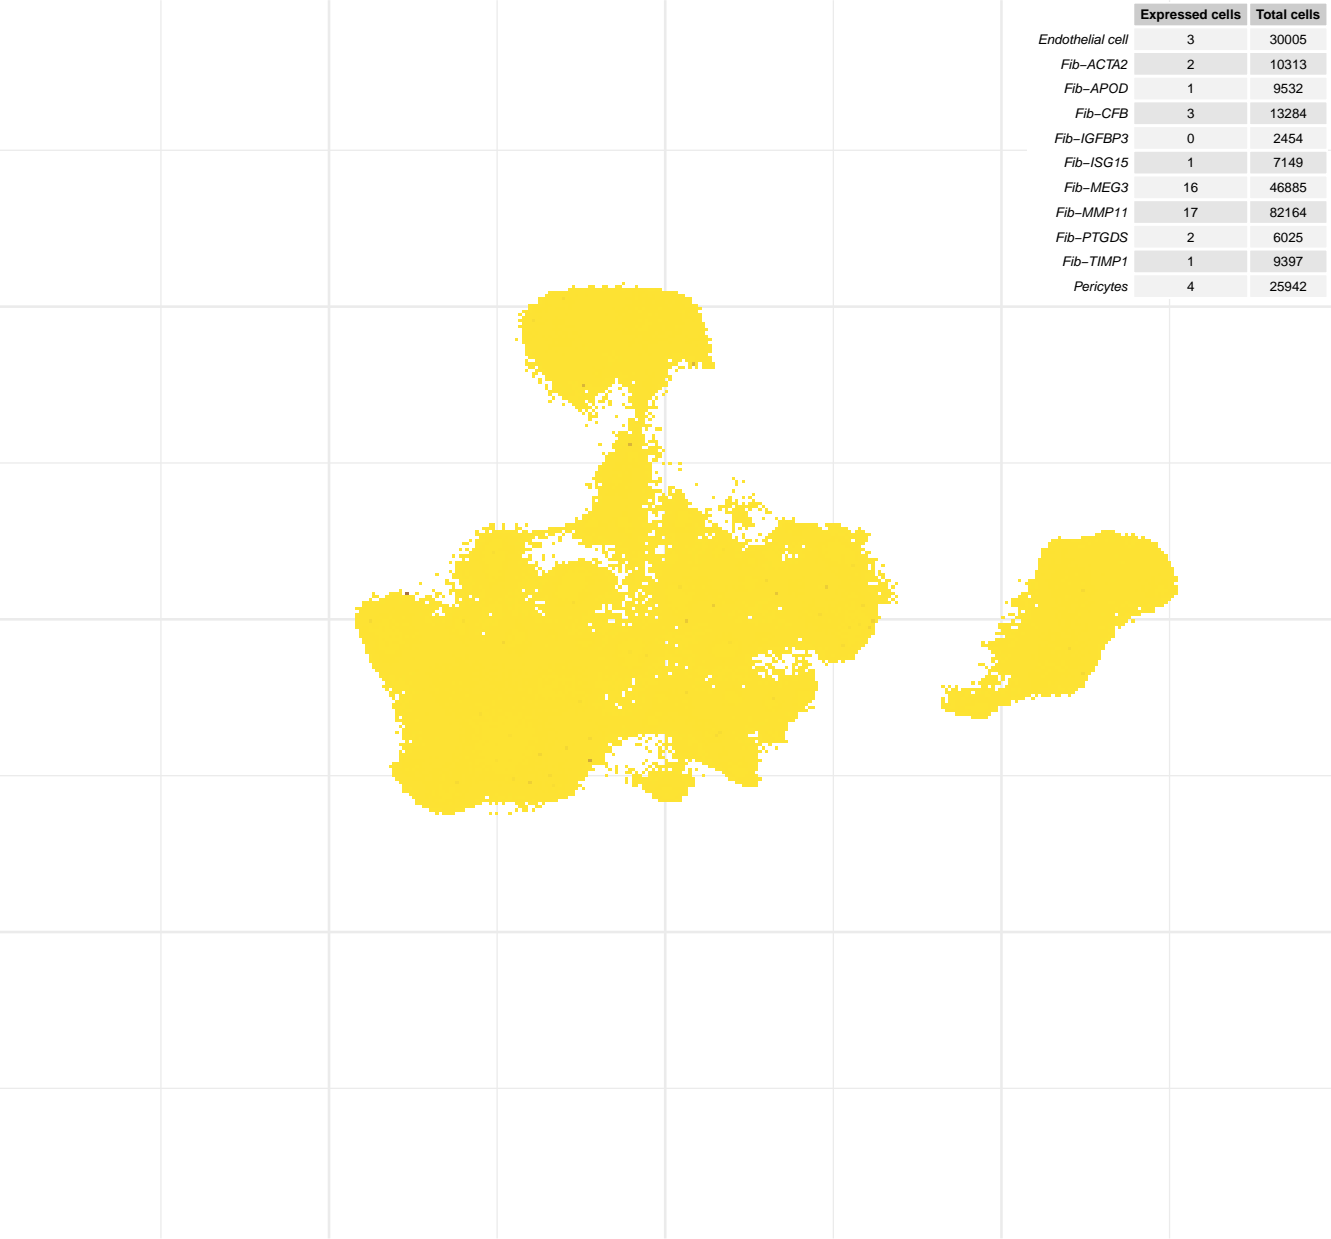 Expressed cells Total cells
Endothelial cell 3 30005
Fib−ACTA2 2 10313
Fib−APOD 1 9532
Fib−CFB 3 13284
Fib−IGFBP3 0 2454
Fib−ISG15 1 7149
Fib−MEG3 16 46885
Fib−MMP11 17 82164
Fib−PTGDS 2 6025
Fib−TIMP1 1 9397
Pericytes 4 25942